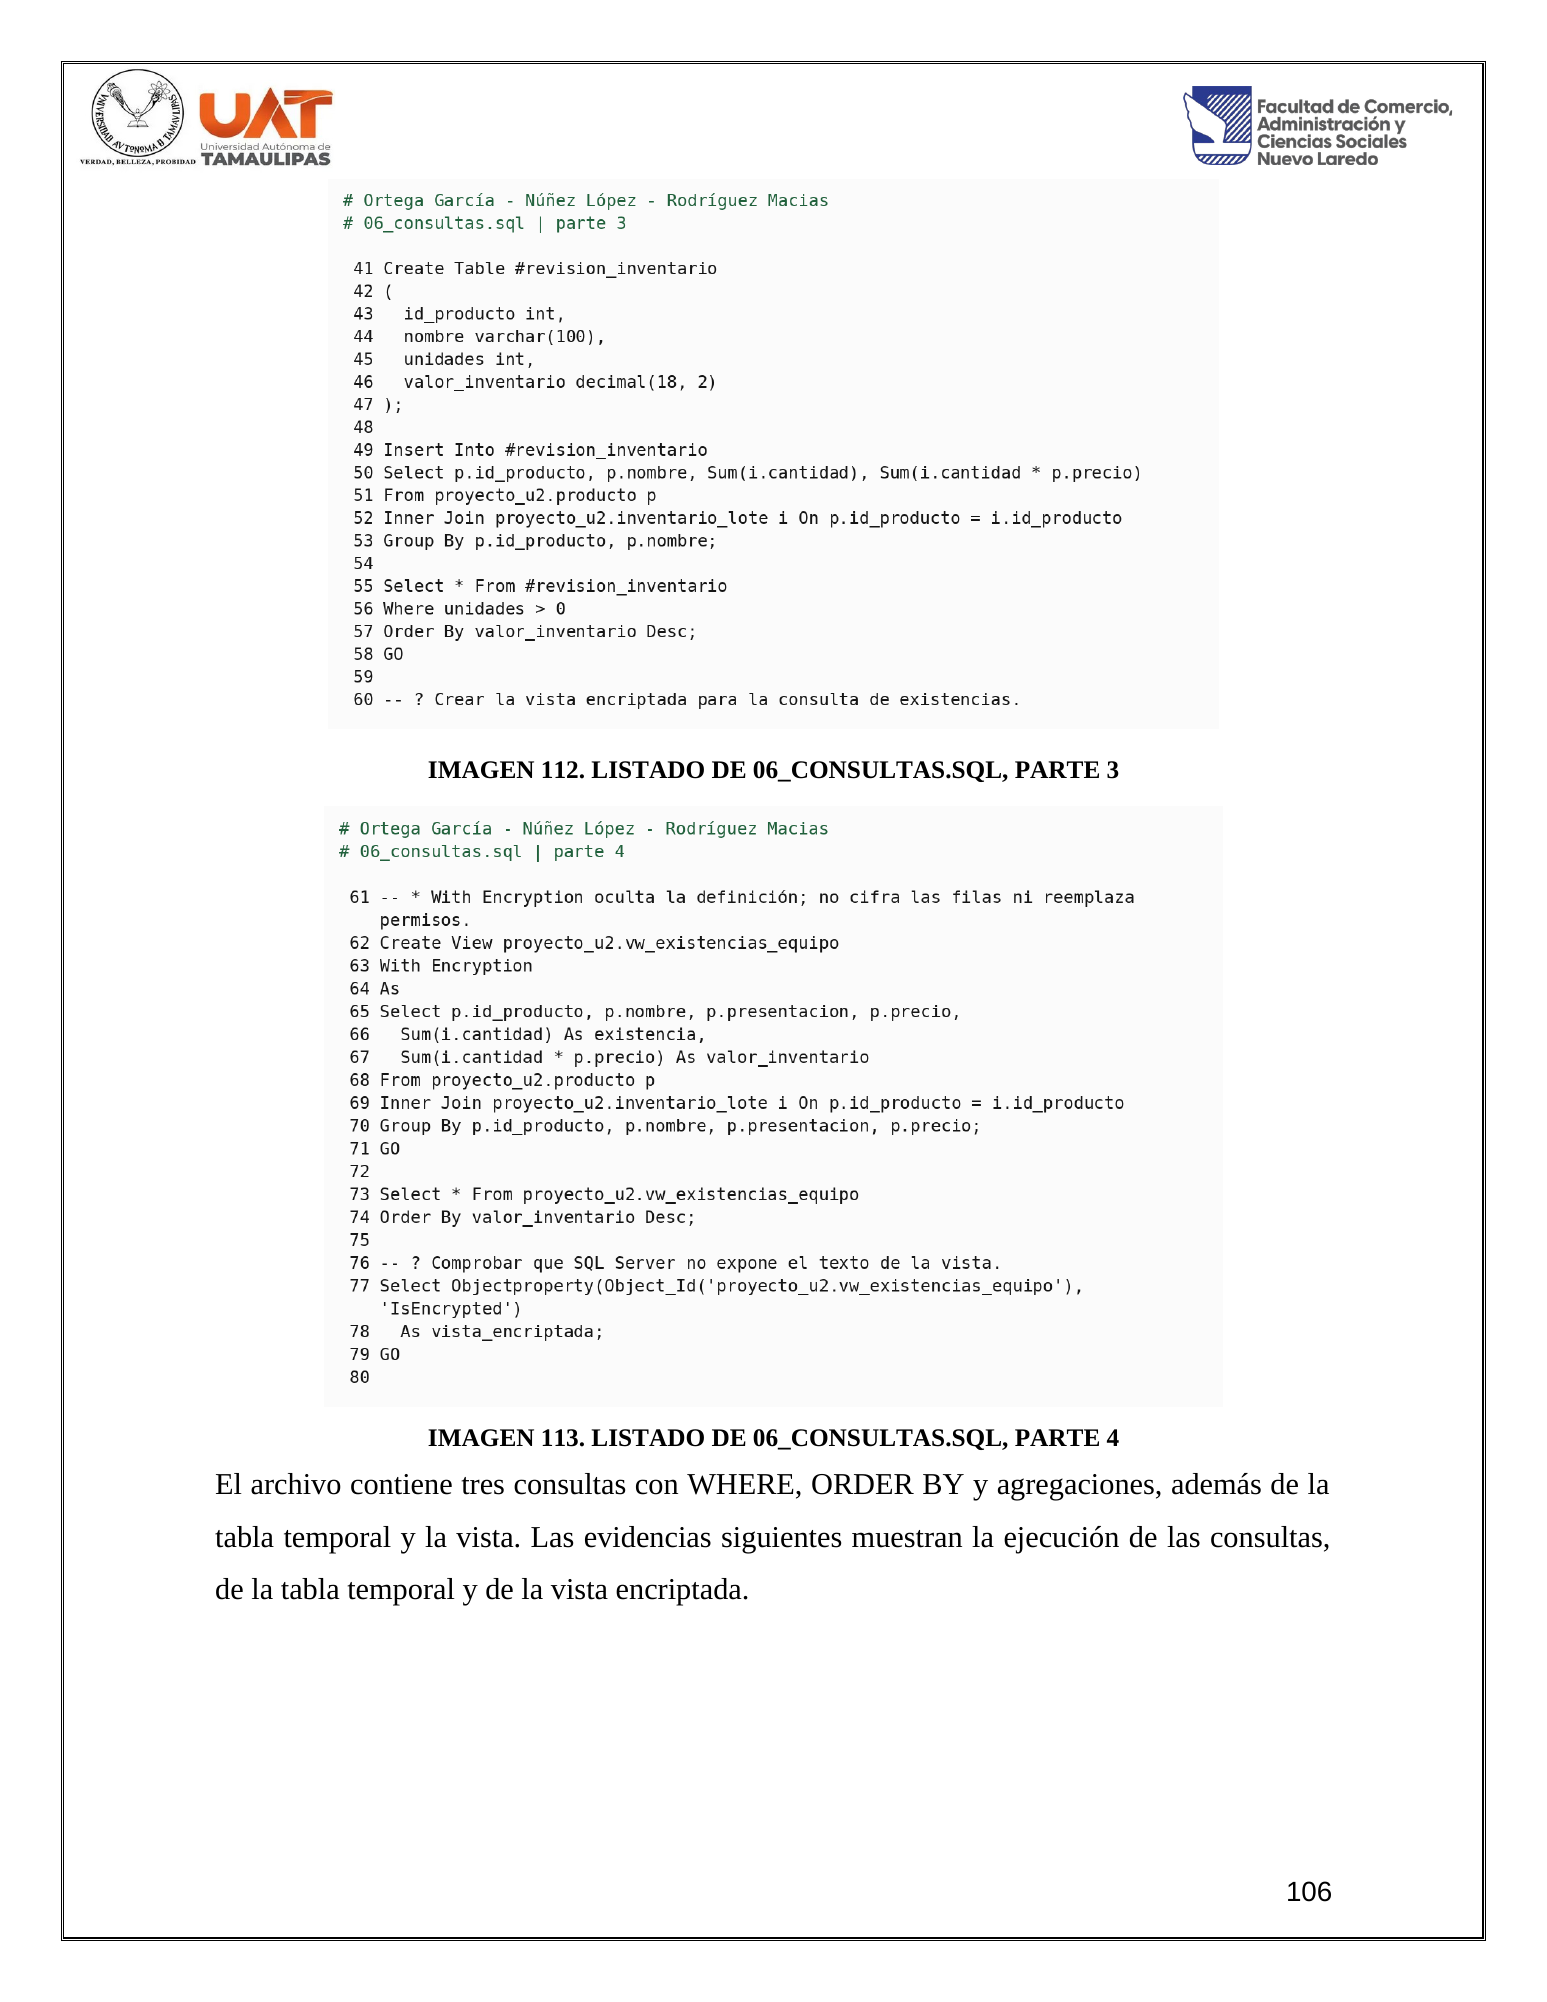 UNIVERSIDAD AUTONOMA D TAMAULIPAS
VERDAD, BELLEZA, PROBIDAD
UAT
Universidad Autónoma de
TAMAULIPAS
Facultad de Comercio,
Administración y
Ciencias Sociales
Nuevo Laredo
# Ortega García - Núñez López - Rodríguez Macias
# 06_consultas.sql | parte 3
41 Create Table #revision_inventario
42 (
43   id_producto int,
44   nombre varchar(100),
45   unidades int,
46   valor_inventario decimal(18, 2)
47 );
48
49 Insert Into #revision_inventario
50 Select p.id_producto, p.nombre, Sum(i.cantidad), Sum(i.cantidad * p.precio)
51 From proyecto_u2.producto p
52 Inner Join proyecto_u2.inventario_lote i On p.id_producto = i.id_producto
53 Group By p.id_producto, p.nombre;
54
55 Select * From #revision_inventario
56 Where unidades > 0
57 Order By valor_inventario Desc;
58 GO
59
60 -- ? Crear la vista encriptada para la consulta de existencias.
IMAGEN 112. LISTADO DE 06_CONSULTAS.SQL, PARTE 3
# Ortega García - Núñez López - Rodríguez Macias
# 06_consultas.sql | parte 4
61 -- * With Encryption oculta la definición; no cifra las filas ni reemplaza
permisos.
62 Create View proyecto_u2.vw_existencias_equipo
63 With Encryption
64 As
65 Select p.id_producto, p.nombre, p.presentacion, p.precio,
66   Sum(i.cantidad) As existencia,
67   Sum(i.cantidad * p.precio) As valor_inventario
68 From proyecto_u2.producto p
69 Inner Join proyecto_u2.inventario_lote i On p.id_producto = i.id_producto
70 Group By p.id_producto, p.nombre, p.presentacion, p.precio;
71 GO
72
73 Select * From proyecto_u2.vw_existencias_equipo
74 Order By valor_inventario Desc;
75
76 -- ? Comprobar que SQL Server no expone el texto de la vista.
77 Select Objectproperty(Object_Id('proyecto_u2.vw_existencias_equipo'),
'IsEncrypted')
78   As vista_encriptada;
79 GO
80
IMAGEN 113. LISTADO DE 06_CONSULTAS.SQL, PARTE 4
El archivo contiene tres consultas con WHERE, ORDER BY y agregaciones, además de la
tabla temporal y la vista. Las evidencias siguientes muestran la ejecución de las consultas,
de la tabla temporal y de la vista encriptada.
106